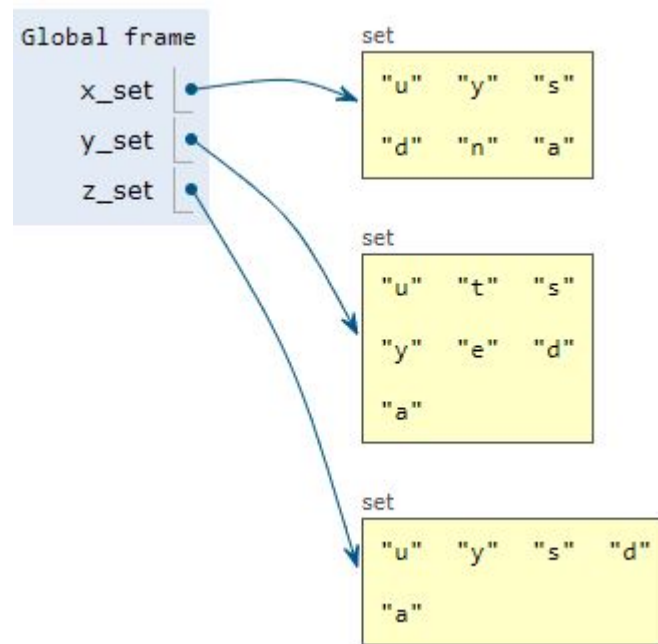 Global frame
x_set
y_set
z_set
set
"u" "y" "s"
"d" "n" "a"
set
"u" "t" "s"
"y" "e" "d"
"a"
set
"u" "y" "s" "d"
"a"